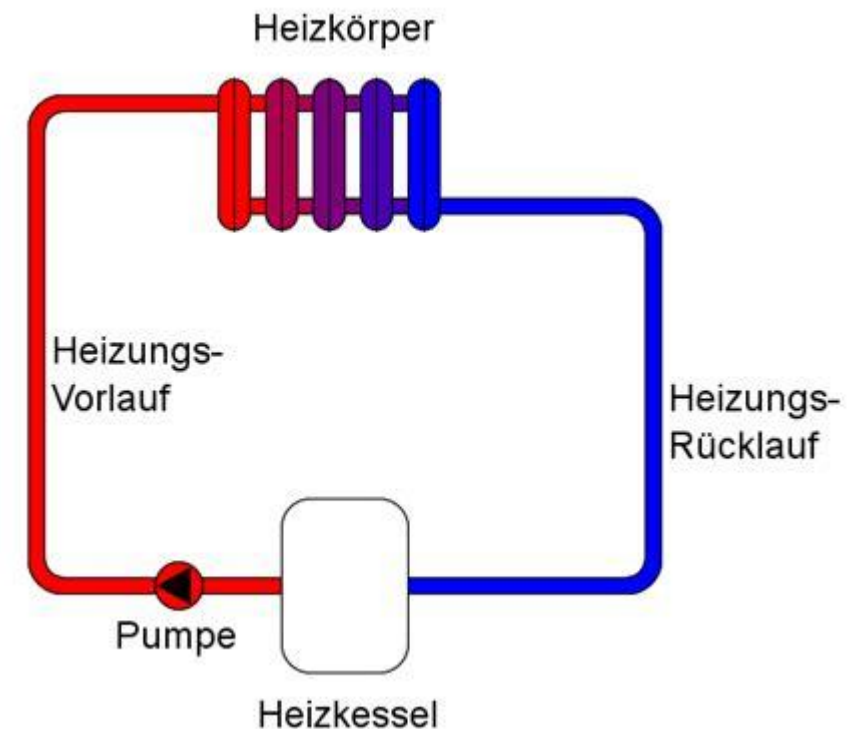 Heizkörper
Heizungs-
Vorlauf
Heizungs-
Rücklauf
Pumpe
Heizkessel